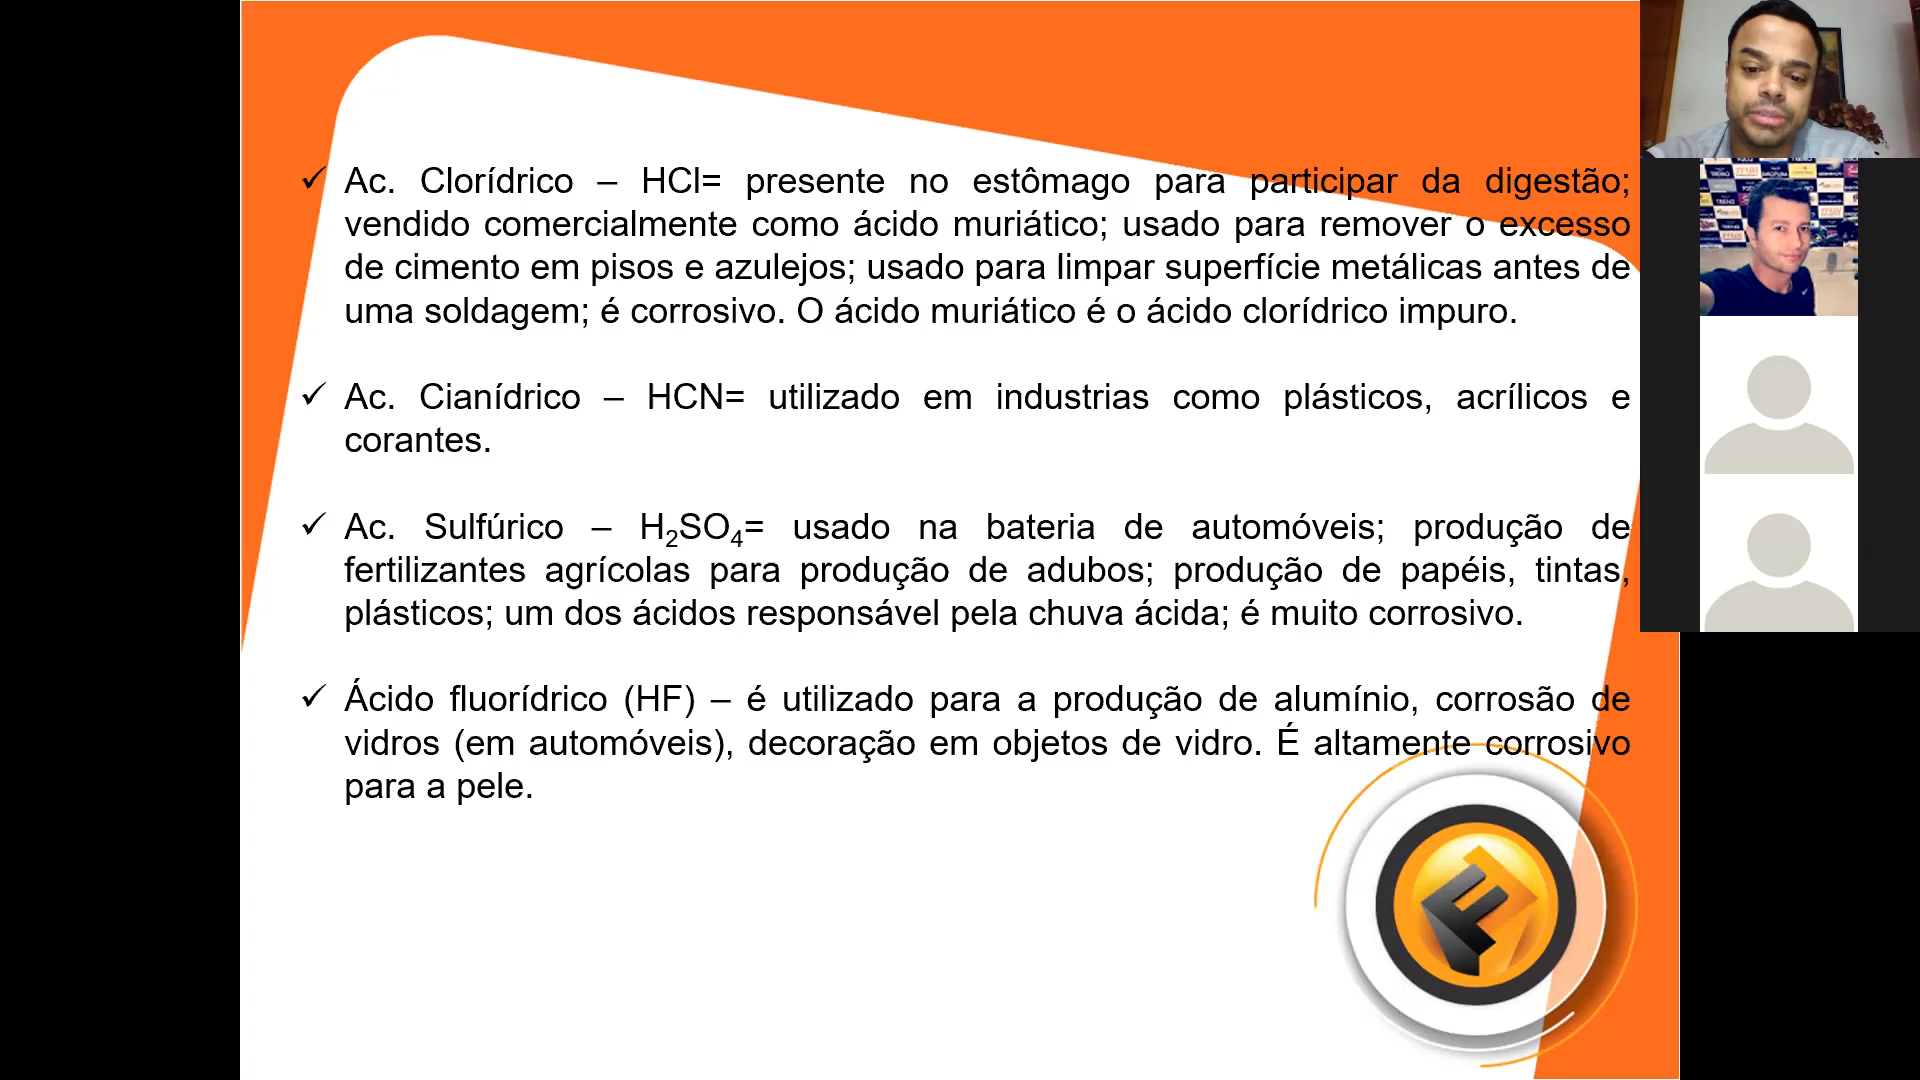 ✓ Ac. Clorídrico – HCl= presente no estômago para participar da digestão;
vendido comercialmente como ácido muriático; usado para remover o excesso
de cimento em pisos e azulejos; usado para limpar superfície metálicas antes de
uma soldagem; é corrosivo. O ácido muriático é o ácido clorídrico impuro.
✓ Ac. Cianídrico – HCN= utilizado em industrias como plásticos, acrílicos e
corantes.
✓ Ac. Sulfúrico – H₂SO₄= usado na bateria de automóveis; produção de
fertilizantes agrícolas para produção de adubos; produção de papéis, tintas,
plásticos; um dos ácidos responsável pela chuva ácida; é muito corrosivo.
✓ Ácido fluorídrico (HF) – é utilizado para a produção de alumínio, corrosão de
vidros (em automóveis), decoração em objetos de vidro. É altamente corrosivo
para a pele.